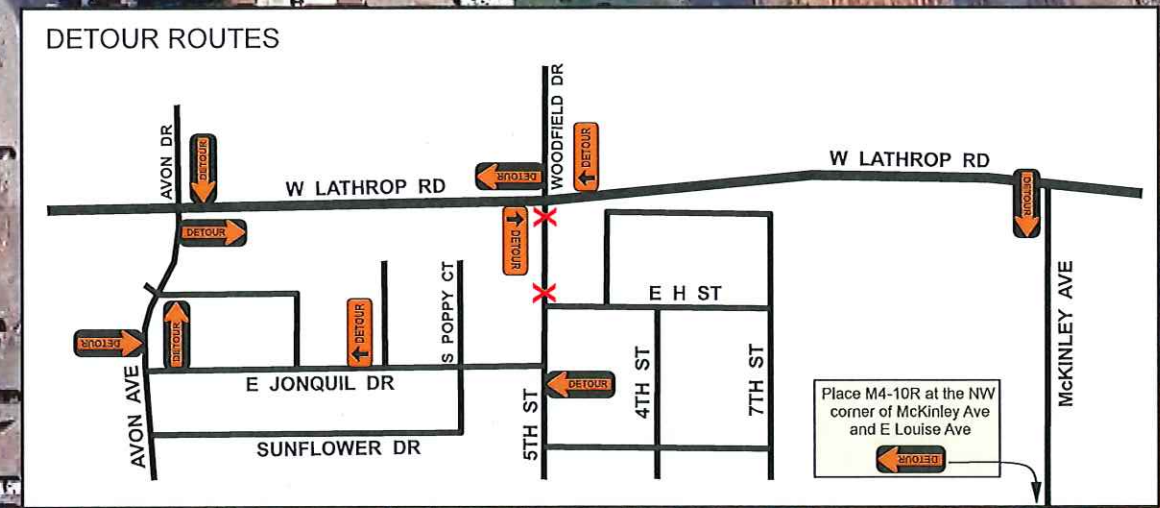 DETOUR ROUTES
AVON DR
WOODFIELD DR
DETOUR
DETOUR
DETOUR
W LATHROP RD
W LATHROP RD
DETOUR
DETOUR
DETOUR
S POPPY CT
E H ST
DETOUR
DETOUR
DETOUR
E JONQUIL DR
DETOUR
AVON AVE
SUNFLOWER DR
5TH ST
4TH ST
7TH ST
McKINLEY AVE
Place M4-10R at the NW
corner of McKinley Ave
and E Louise Ave
DETOUR